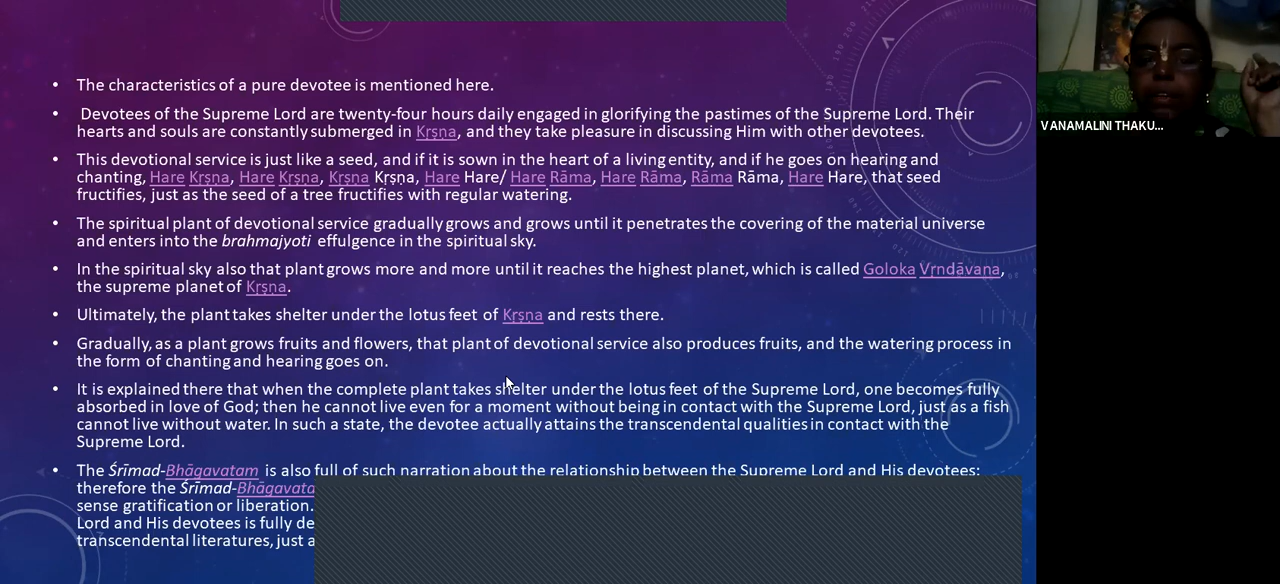 • The characteristics of a pure devotee is mentioned here.
• Devotees of the Supreme Lord are twenty-four hours daily engaged in glorifying the pastimes of the Supreme Lord. Their
hearts and souls are constantly submerged in Kṛṣṇa, and they take pleasure in discussing Him with other devotees.
• This devotional service is just like a seed, and if it is sown in the heart of a living entity, and if he goes on hearing and
chanting, Hare Kṛṣṇa, Hare Kṛṣṇa, Kṛṣṇa Kṛṣṇa, Hare Hare/ Hare Rāma, Hare Rāma, Rāma Rāma, Hare Hare, that seed
fructifies, just as the seed of a tree fructifies with regular watering.
• The spiritual plant of devotional service gradually grows and grows until it penetrates the covering of the material universe
and enters into the brahmajyoti effulgence in the spiritual sky.
• In the spiritual sky also that plant grows more and more until it reaches the highest planet, which is called Goloka Vṛndāvana,
the supreme planet of Kṛṣṇa.
• Ultimately, the plant takes shelter under the lotus feet of Kṛṣṇa and rests there.
• Gradually, as a plant grows fruits and flowers, that plant of devotional service also produces fruits, and the watering process in
the form of chanting and hearing goes on.
• It is explained there that when the complete plant takes shelter under the lotus feet of the Supreme Lord, one becomes fully
absorbed in love of God; then he cannot live even for a moment without being in contact with the Supreme Lord, just as a fish
cannot live without water. In such a state, the devotee actually attains the transcendental qualities in contact with the
Supreme Lord.
• The Śrīmad-Bhāgavatam is also full of such narration about the relationship between the Supreme Lord and His devotees;
therefore the Śrīmad-Bhāgavata
sense gratification or liberation.
Lord and His devotees is fully de
transcendental literatures, just a
VANAMALINI THAKU...